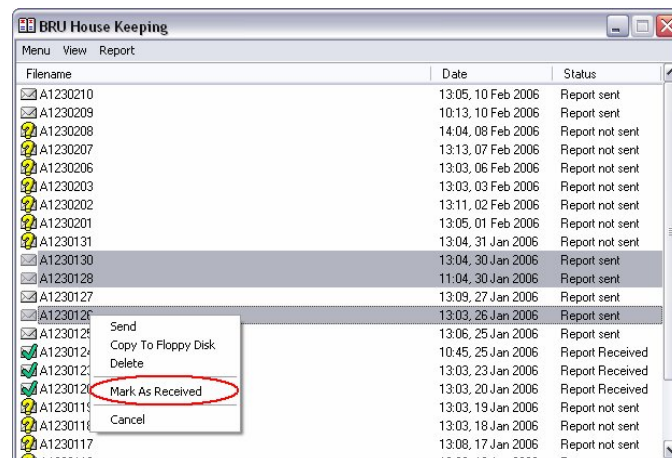 BRU House Keeping
Menu View Report
Filename Date Status
A1230210 13:05, 10 Feb 2006 Report sent
A1230209 10:13, 10 Feb 2006 Report sent
A1230208 14:04, 08 Feb 2006 Report not sent
A1230207 13:13, 07 Feb 2006 Report not sent
A1230206 13:03, 06 Feb 2006 Report not sent
A1230203 13:03, 03 Feb 2006 Report not sent
A1230202 13:11, 02 Feb 2006 Report not sent
A1230201 13:05, 01 Feb 2006 Report not sent
A1230131 13:04, 31 Jan 2006 Report not sent
A1230130 13:04, 30 Jan 2006 Report sent
A1230128 11:04, 30 Jan 2006 Report sent
A1230127 13:09, 27 Jan 2006 Report sent
A1230126 13:03, 26 Jan 2006 Report sent
A1230125 13:06, 25 Jan 2006 Report sent
A1230124 10:45, 25 Jan 2006 Report Received
A1230123 13:03, 23 Jan 2006 Report Received
A1230120 13:03, 20 Jan 2006 Report Received
A1230119 13:03, 19 Jan 2006 Report not sent
A1230118 13:03, 18 Jan 2006 Report not sent
A1230117 13:08, 17 Jan 2006 Report not sent
Send
Copy To Floppy Disk
Delete
Mark As Received
Cancel